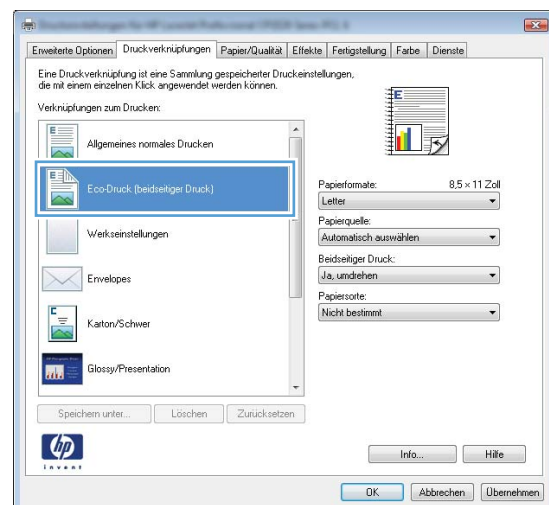 Erweiterte Optionen Druckverknüpfungen Papier/Qualität Effekte Fertigstellung Farbe Dienste
Eine Druckverknüpfung ist eine Sammlung gespeicherter Druckeinstellungen,
die mit einem einzelnen Klick angewendet werden können.
Verknüpfungen zum Drucken:
Allgemeines normales Drucken
Eco-Druck (beidseitiger Druck)
Werkseinstellungen
Envelopes
Karton/Schwer
Glossy/Presentation
Papierformate: 8,5 × 11 Zoll
Letter
Papierquelle:
Automatisch auswählen
Beidseitiger Druck:
Ja, umdrehen
Papiersorte:
Nicht bestimmt
Speichern unter... Löschen Zurücksetzen
hp
invent
Info... Hilfe
OK Abbrechen Übernehmen